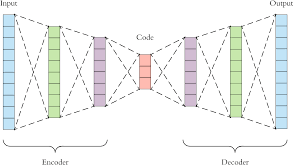 Input
Output
Code
Encoder
Decoder